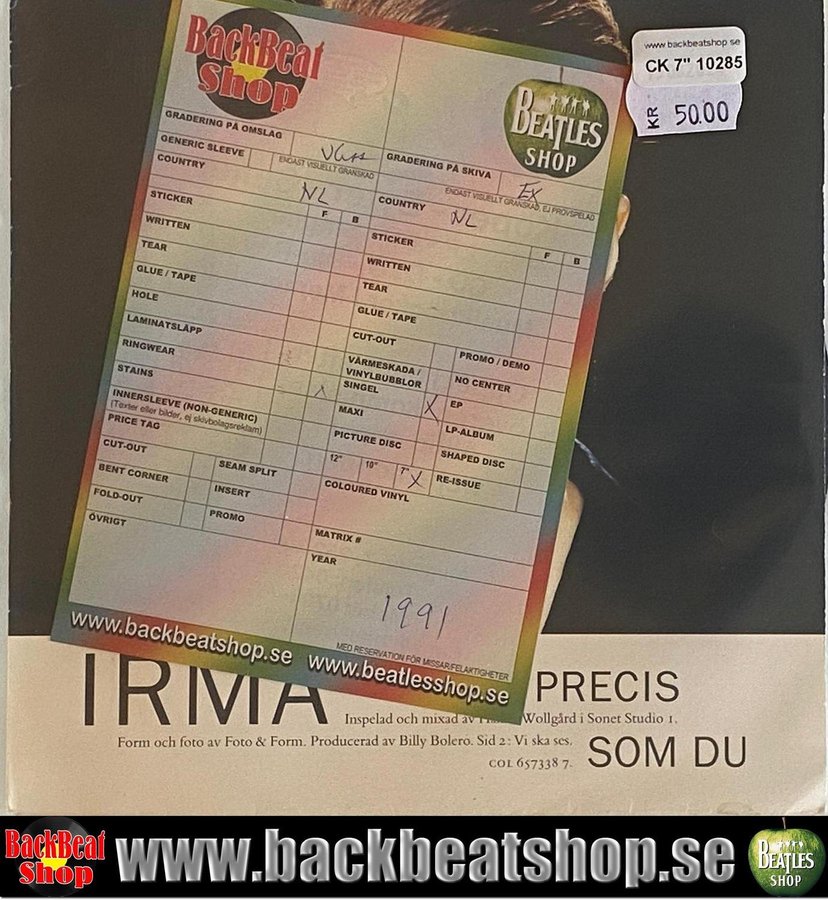 BackBeat
Shop
BEATLES
SHOP
www.backbeatshop se
CK 7" 10285
KR 50.00
GRADERING PÅ OMSLAG VG++
GENERIC SLEEVE
ENDAST VISUELLT GRANSKAD
COUNTRY NL
F B
STICKER
WRITTEN
TEAR
GLUE / TAPE
HOLE
LAMINATSLÄPP
RINGWEAR
STAINS X
INNERSLEEVE (NON-GENERIC)
(Texter eller bilder, ej skivbolagsreklam)
PRICE TAG
CUT-OUT
SEAM SPLIT
BENT CORNER
INSERT
FOLD-OUT
PROMO
ÖVRIGT
GRADERING PÅ SKIVA EX
ENDAST VISUELLT GRANSKAD, EJ PROVSPELAD
COUNTRY NL
F B
STICKER
WRITTEN
TEAR
GLUE / TAPE
CUT-OUT
PROMO / DEMO
VÄRMESKADA /
VINYLBUBBLOR
NO CENTER
SINGEL X
EP
MAXI
LP-ALBUM
PICTURE DISC
SHAPED DISC
12" 10" 7" X
RE-ISSUE
COLOURED VINYL
MATRIX #
YEAR
1991
MED RESERVATION FÖR MISSAR/FELAKTIGHETER
www.backbeatshop.se www.beatlesshop.se
IRMA
PRECIS
Inspelad och mixad av Wollgård i Sonet Studio 1.
Form och foto av Foto & Form. Producerad av Billy Bolero. Sid 2: Vi ska ses.
COL 657338 7.
SOM DU
BackBeat
Shop
www.backbeatshop.se
BEATLES
SHOP